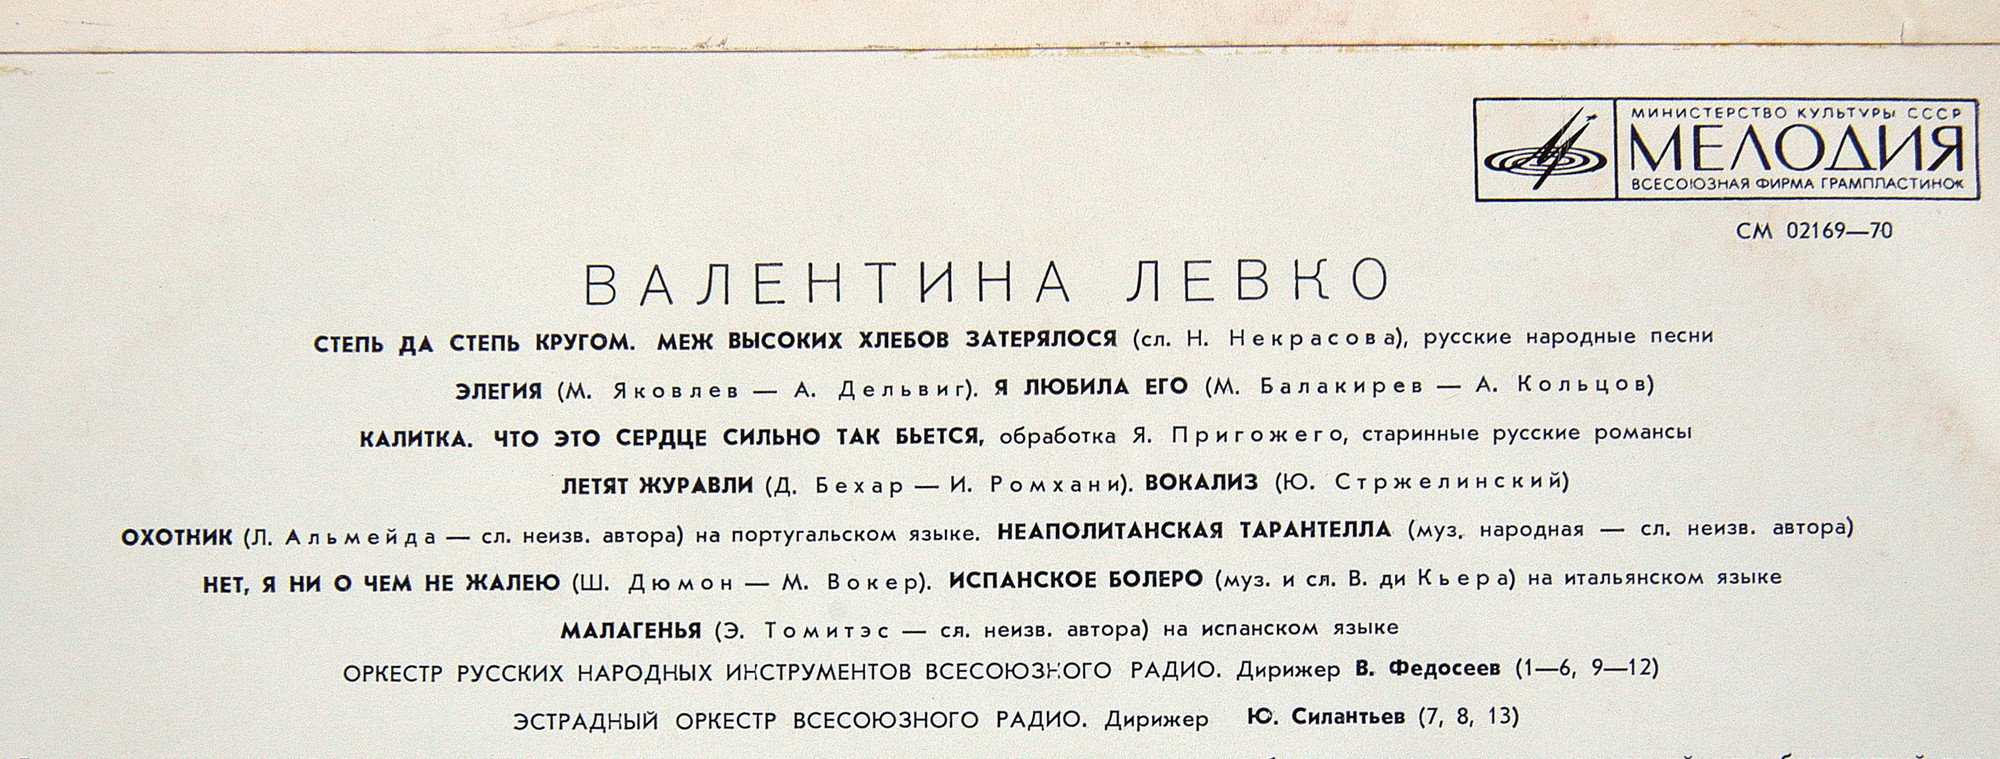 МИНИСТЕРСТВО КУЛЬТУРЫ СССР
МЕЛОДИЯ
ВСЕСОЮЗНАЯ ФИРМА ГРАМПЛАСТИНОК
СМ 02169—70
ВАЛЕНТИНА ЛЕВКО
СТЕПЬ ДА СТЕПЬ КРУГОМ. МЕЖ ВЫСОКИХ ХЛЕБОВ ЗАТЕРЯЛОСЯ (сл. Н. Некрасова), русские народные песни
ЭЛЕГИЯ (М. Яковлев — А. Дельвиг). Я ЛЮБИЛА ЕГО (М. Балакирев — А. Кольцов)
КАЛИТКА. ЧТО ЭТО СЕРДЦЕ СИЛЬНО ТАК БЬЕТСЯ, обработка Я. Пригожего, старинные русские романсы
ЛЕТЯТ ЖУРАВЛИ (Д. Бехар — И. Ромхани). ВОКАЛИЗ (Ю. Стржелинский)
ОХОТНИК (Л. Альмейда — сл. неизв. автора) на португальском языке. НЕАПОЛИТАНСКАЯ ТАРАНТЕЛЛА (муз. народная — сл. неизв. автора)
НЕТ, Я НИ О ЧЕМ НЕ ЖАЛЕЮ (Ш. Дюмон — М. Вокер). ИСПАНСКОЕ БОЛЕРО (муз. и сл. В. ди Кьера) на итальянском языке
МАЛАГЕНЬЯ (Э. Томитэс — сл. неизв. автора) на испанском языке
ОРКЕСТР РУССКИХ НАРОДНЫХ ИНСТРУМЕНТОВ ВСЕСОЮЗНОГО РАДИО. Дирижер В. Федосеев (1—6, 9—12)
ЭСТРАДНЫЙ ОРКЕСТР ВСЕСОЮЗНОГО РАДИО. Дирижер Ю. Силантьев (7, 8, 13)